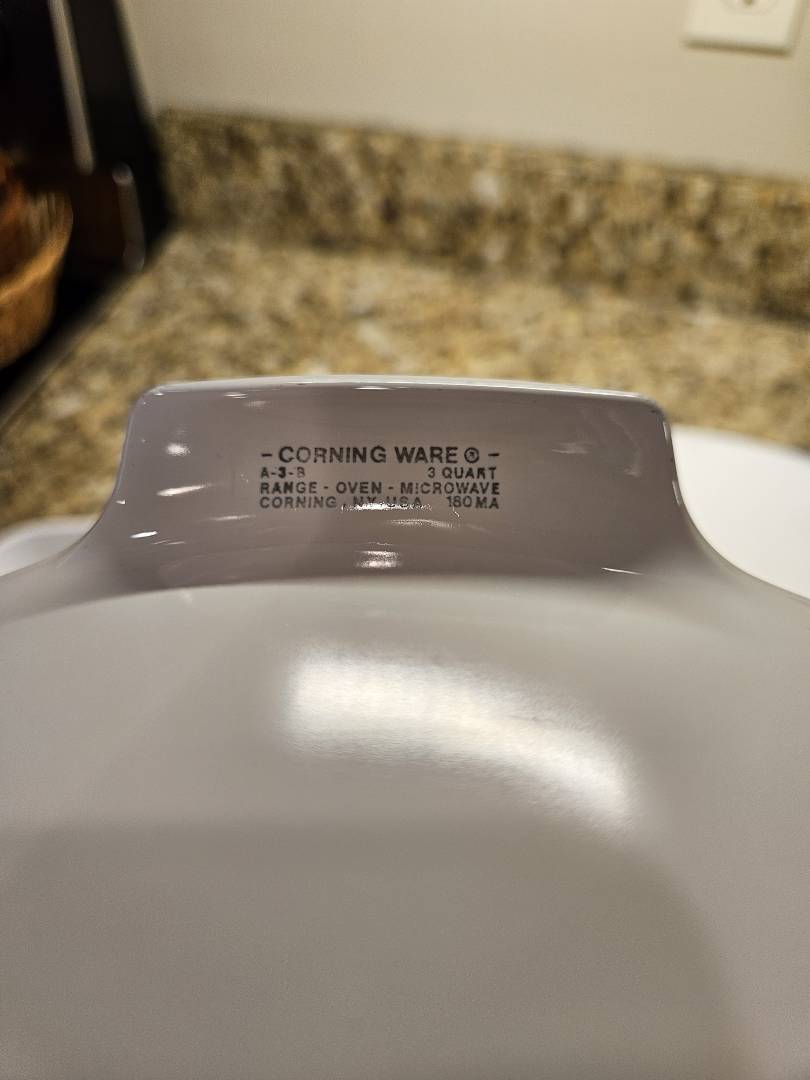 - CORNING WARE ® -
A-3-B 3 QUART
RANGE - OVEN - MICROWAVE
CORNING, NY USA 180MA